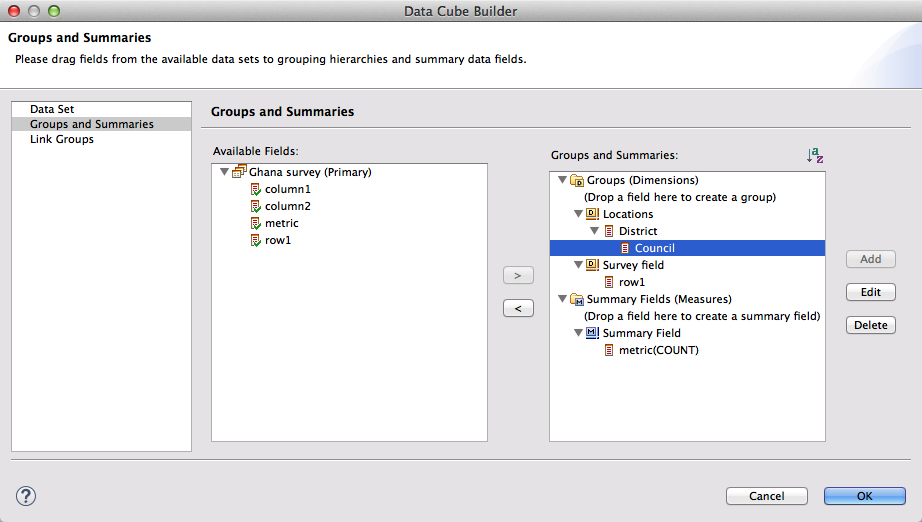 Data Cube Builder
Groups and Summaries
Please drag fields from the available data sets to grouping hierarchies and summary data fields.
Data Set
Groups and Summaries
Link Groups
Groups and Summaries
Available Fields:
Ghana survey (Primary)
column1
column2
metric
row1
>
<
Groups and Summaries:
a
z
Groups (Dimensions)
(Drop a field here to create a group)
Locations
District
Council
Survey field
row1
Summary Fields (Measures)
(Drop a field here to create a summary field)
Summary Field
metric(COUNT)
Add
Edit
Delete
?
Cancel
OK